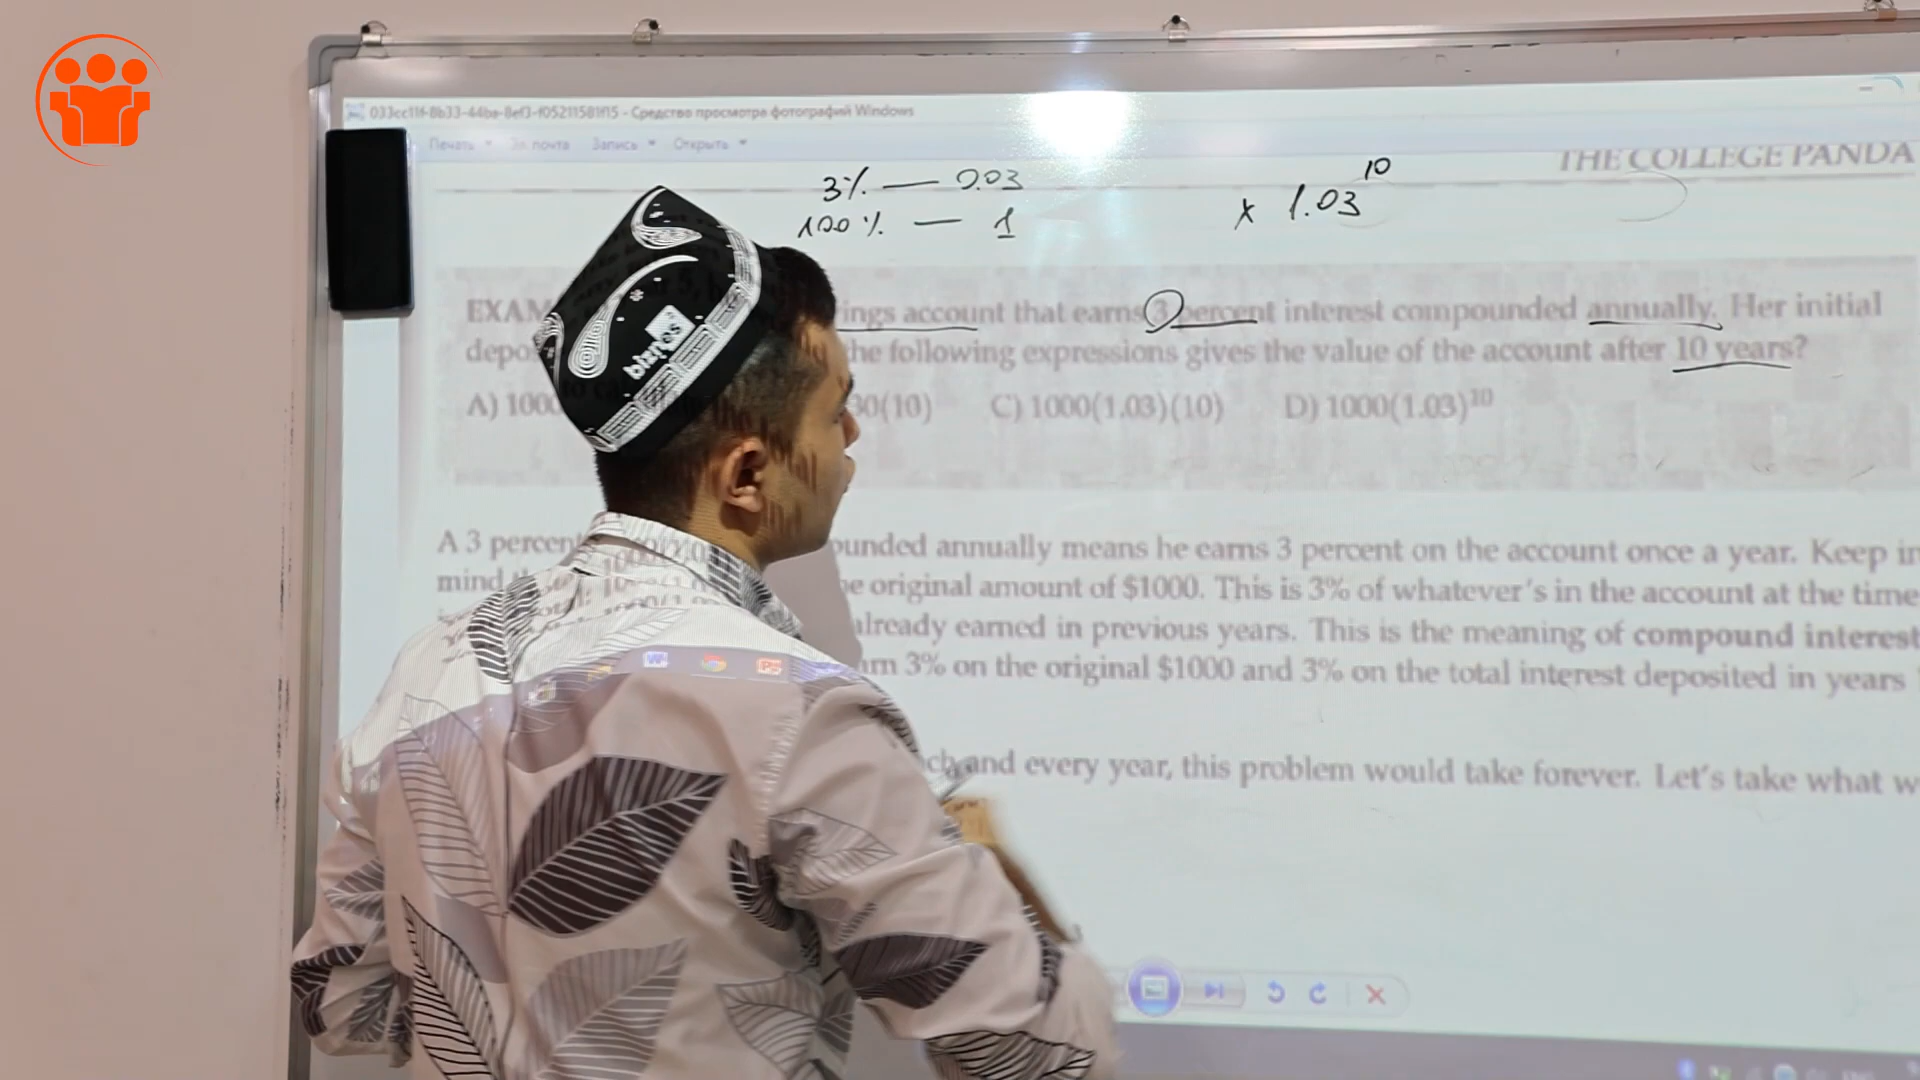 033cc11f-8b33-44ba-8ef3-f05211581f15 - Средство просмотра фотографий Windows
Печать Эл. почта Запись Открыть
THE COLLEGE PANDA
3% — 0.03
100% — 1
x 1.03^10
EXAM ings account that earns 3 percent interest compounded annually. Her initial
depo he following expressions gives the value of the account after 10 years?
A) 1000 30(10) C) 1000(1.03)(10) D) 1000(1.03)^10
A 3 percent ounded annually means he earns 3 percent on the account once a year. Keep in
mind e original amount of $1000. This is 3% of whatever's in the account at the time
already earned in previous years. This is the meaning of compound interest
rn 3% on the original $1000 and 3% on the total interest deposited in years
ch and every year, this problem would take forever. Let's take what w